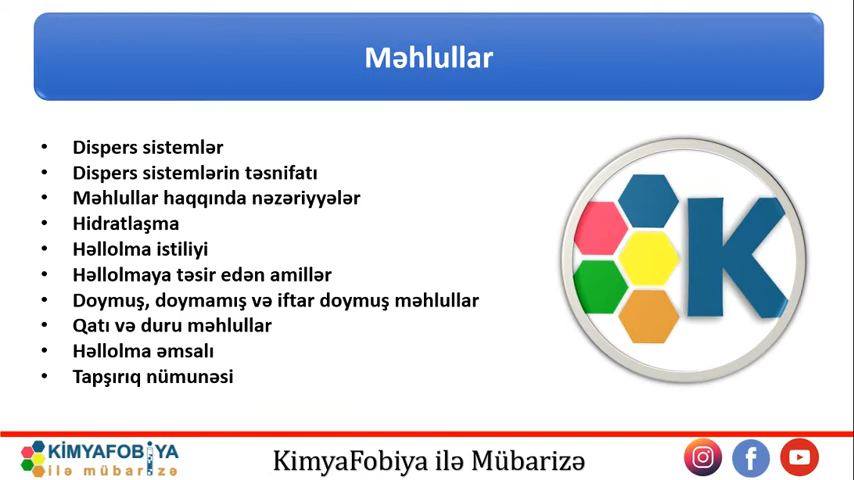 Məhlullar
• Dispers sistemlər
• Dispers sistemlərin təsnifatı
• Məhlullar haqqında nəzəriyyələr
• Hidratlaşma
• Həllolma istiliyi
• Həllolmaya təsir edən amillər
• Doymuş, doymamış və iftar doymuş məhlullar
• Qatı və duru məhlullar
• Həllolma əmsalı
• Tapşırıq nümunəsi
K
KİMYAFOBİYA
ilə mübarizə
KimyaFobiya ilə Mübarizə